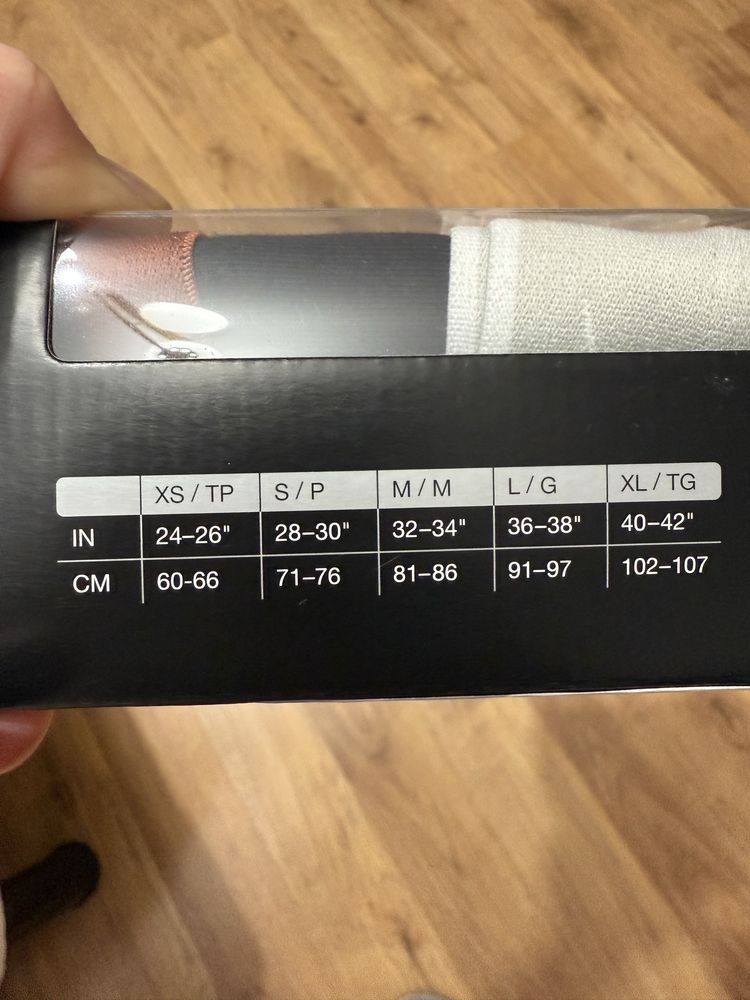 XS / TP S / P M / M L / G XL / TG
IN 24–26" 28–30" 32–34" 36–38" 40–42"
CM 60-66 71–76 81–86 91–97 102–107